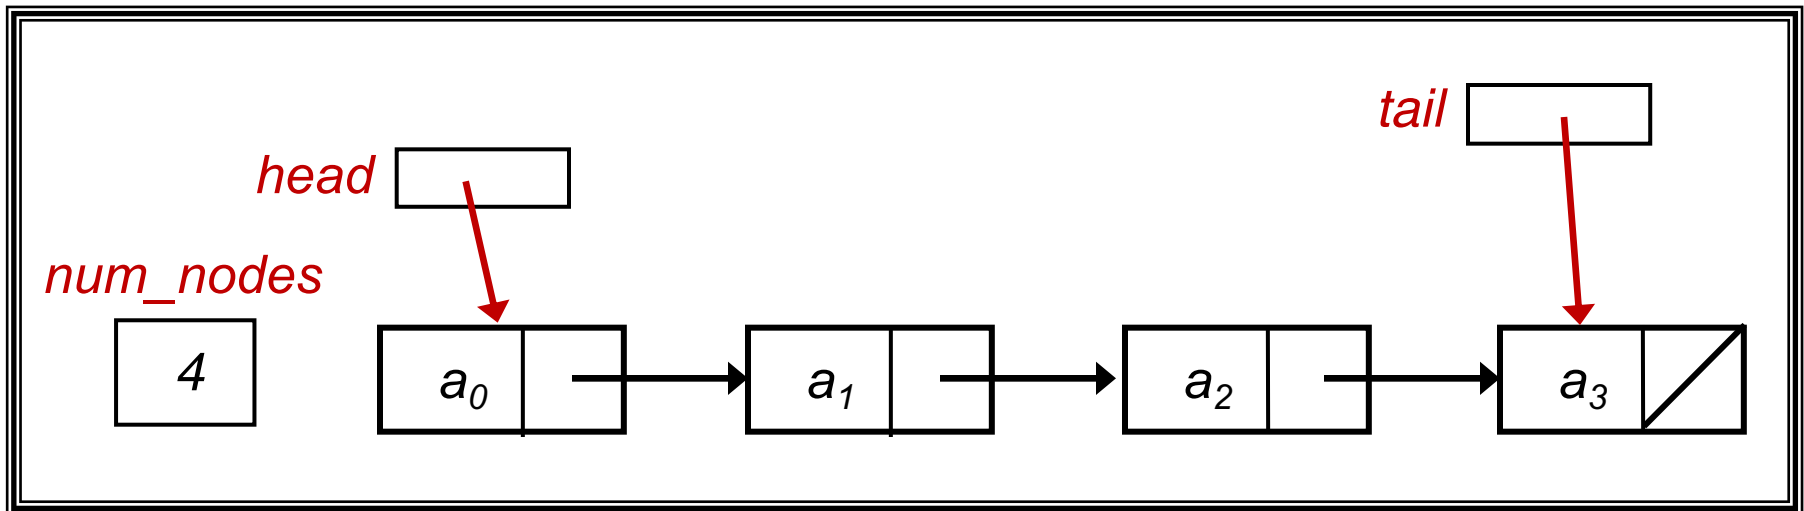 tail
head
num_nodes
4
a₀
a₁
a₂
a₃